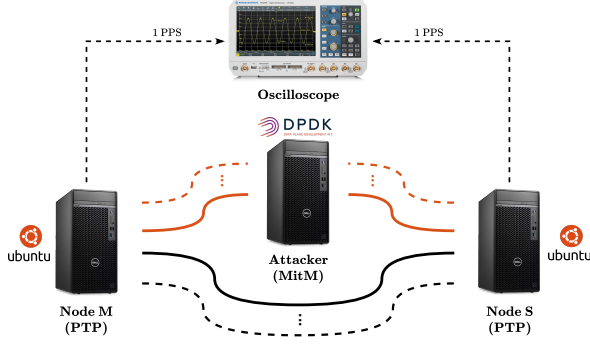 1 PPS
1 PPS
Oscilloscope
DPDK
DATA PLANE DEVELOPMENT KIT
Attacker
(MitM)
ubuntu
ubuntu
Node M
(PTP)
Node S
(PTP)